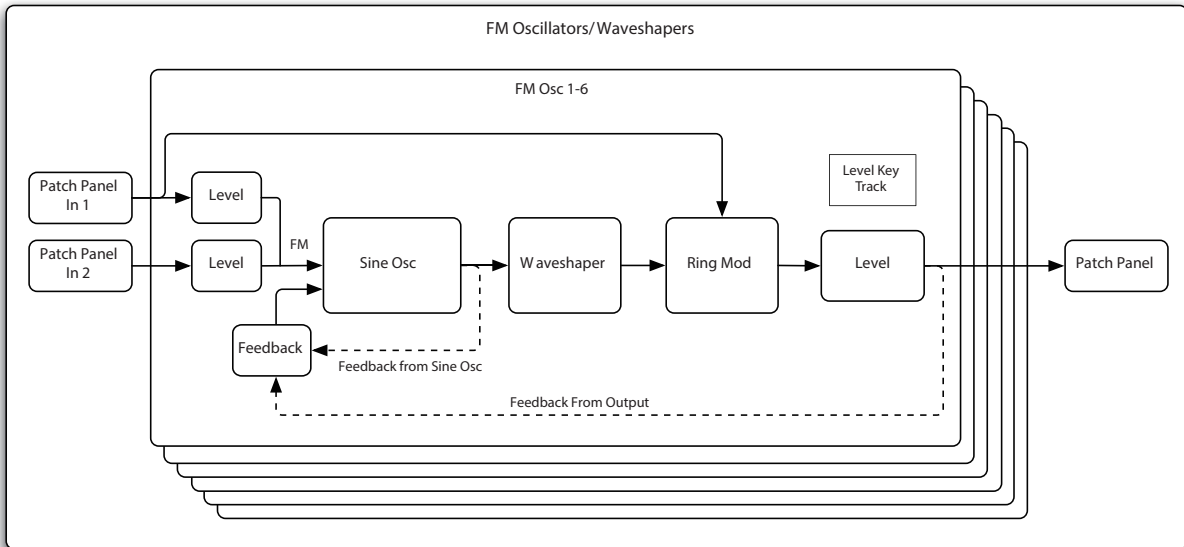 FM Oscillators/Waveshapers
FM Osc 1-6
Patch Panel
In 1
Level
Level Key
Track
Patch Panel
In 2
Level
FM
Sine Osc
Waveshaper
Ring Mod
Level
Patch Panel
Feedback
Feedback from Sine Osc
Feedback From Output